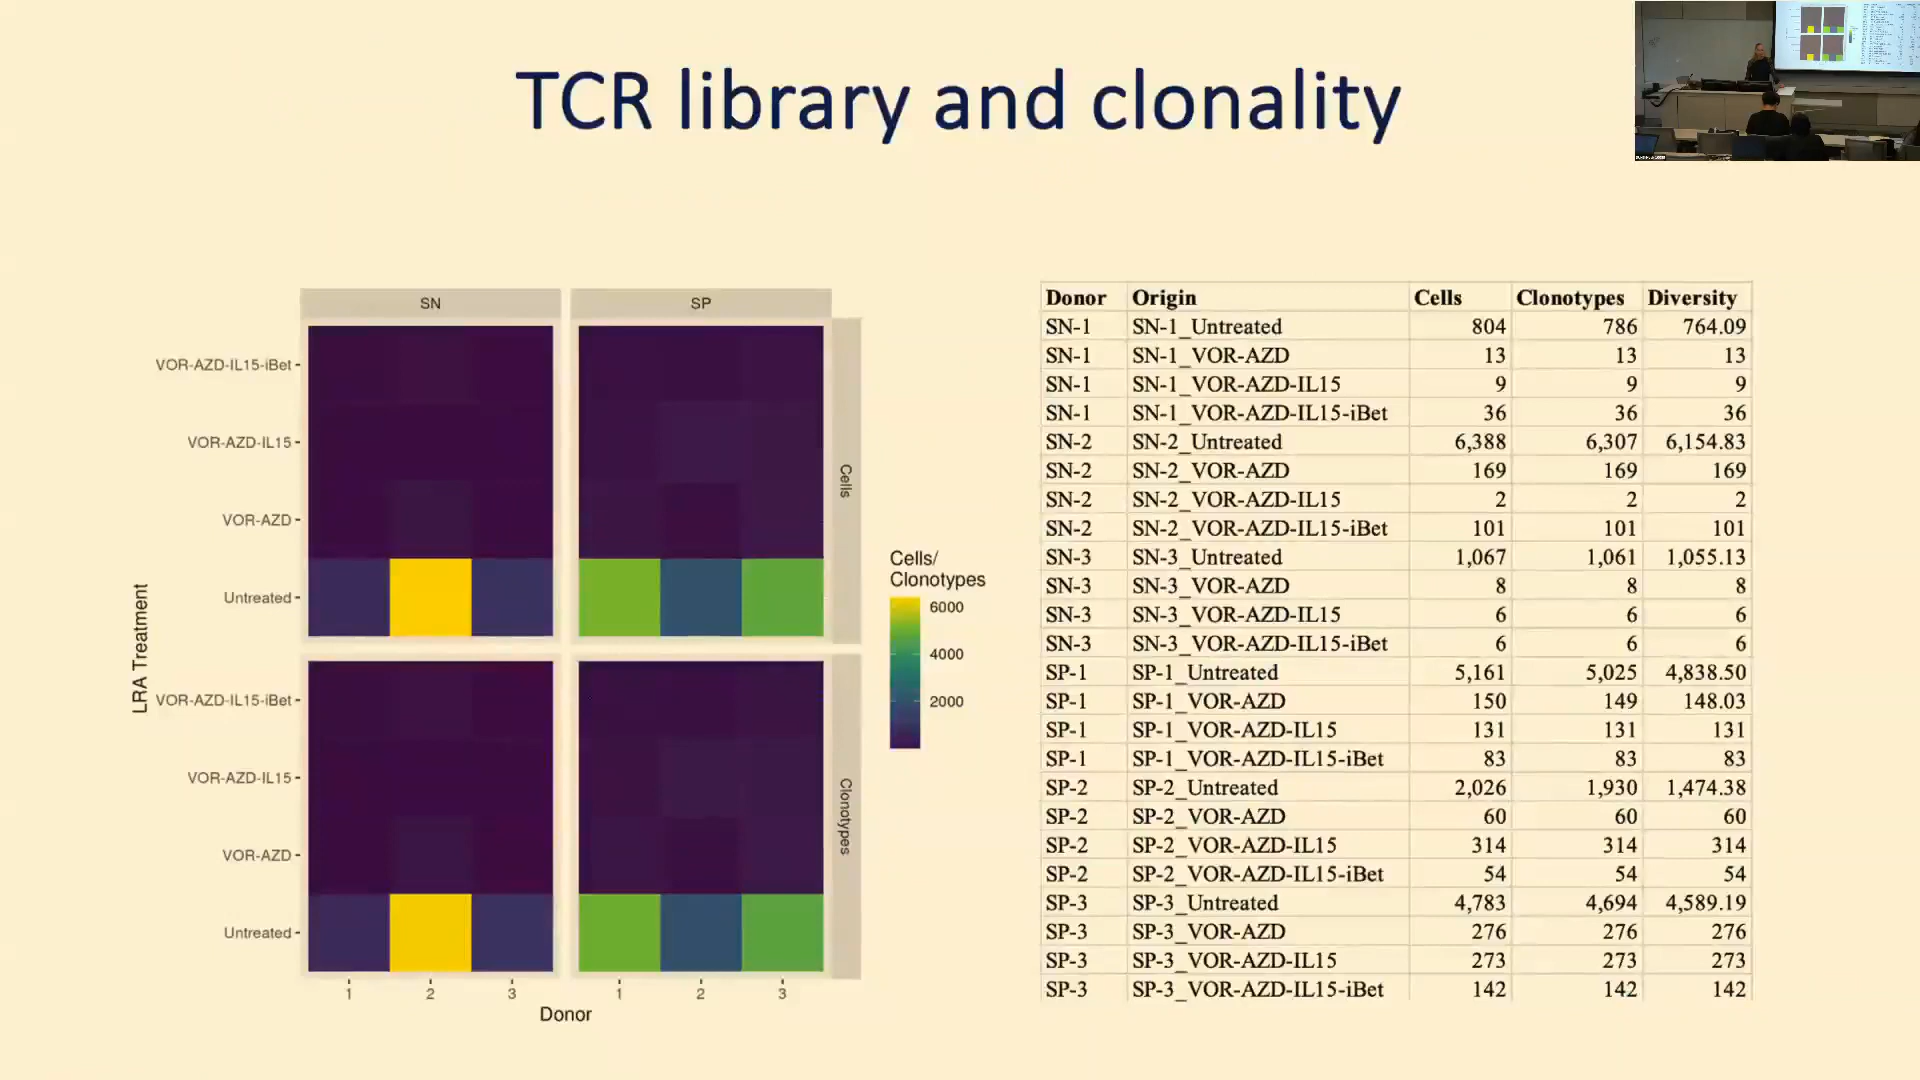 TCR library and clonality
SN
SP
VOR-AZD-IL15-iBet
VOR-AZD-IL15
VOR-AZD
Untreated
Cells
VOR-AZD-IL15-iBet
VOR-AZD-IL15
VOR-AZD
Untreated
Clonotypes
LRA Treatment
1 2 3 1 2 3
Donor
Cells/
Clonotypes
6000
4000
2000
Donor Origin Cells Clonotypes Diversity
SN-1 SN-1_Untreated 804 786 764.09
SN-1 SN-1_VOR-AZD 13 13 13
SN-1 SN-1_VOR-AZD-IL15 9 9 9
SN-1 SN-1_VOR-AZD-IL15-iBet 36 36 36
SN-2 SN-2_Untreated 6,388 6,307 6,154.83
SN-2 SN-2_VOR-AZD 169 169 169
SN-2 SN-2_VOR-AZD-IL15 2 2 2
SN-2 SN-2_VOR-AZD-IL15-iBet 101 101 101
SN-3 SN-3_Untreated 1,067 1,061 1,055.13
SN-3 SN-3_VOR-AZD 8 8 8
SN-3 SN-3_VOR-AZD-IL15 6 6 6
SN-3 SN-3_VOR-AZD-IL15-iBet 6 6 6
SP-1 SP-1_Untreated 5,161 5,025 4,838.50
SP-1 SP-1_VOR-AZD 150 149 148.03
SP-1 SP-1_VOR-AZD-IL15 131 131 131
SP-1 SP-1_VOR-AZD-IL15-iBet 83 83 83
SP-2 SP-2_Untreated 2,026 1,930 1,474.38
SP-2 SP-2_VOR-AZD 60 60 60
SP-2 SP-2_VOR-AZD-IL15 314 314 314
SP-2 SP-2_VOR-AZD-IL15-iBet 54 54 54
SP-3 SP-3_Untreated 4,783 4,694 4,589.19
SP-3 SP-3_VOR-AZD 276 276 276
SP-3 SP-3_VOR-AZD-IL15 273 273 273
SP-3 SP-3_VOR-AZD-IL15-iBet 142 142 142